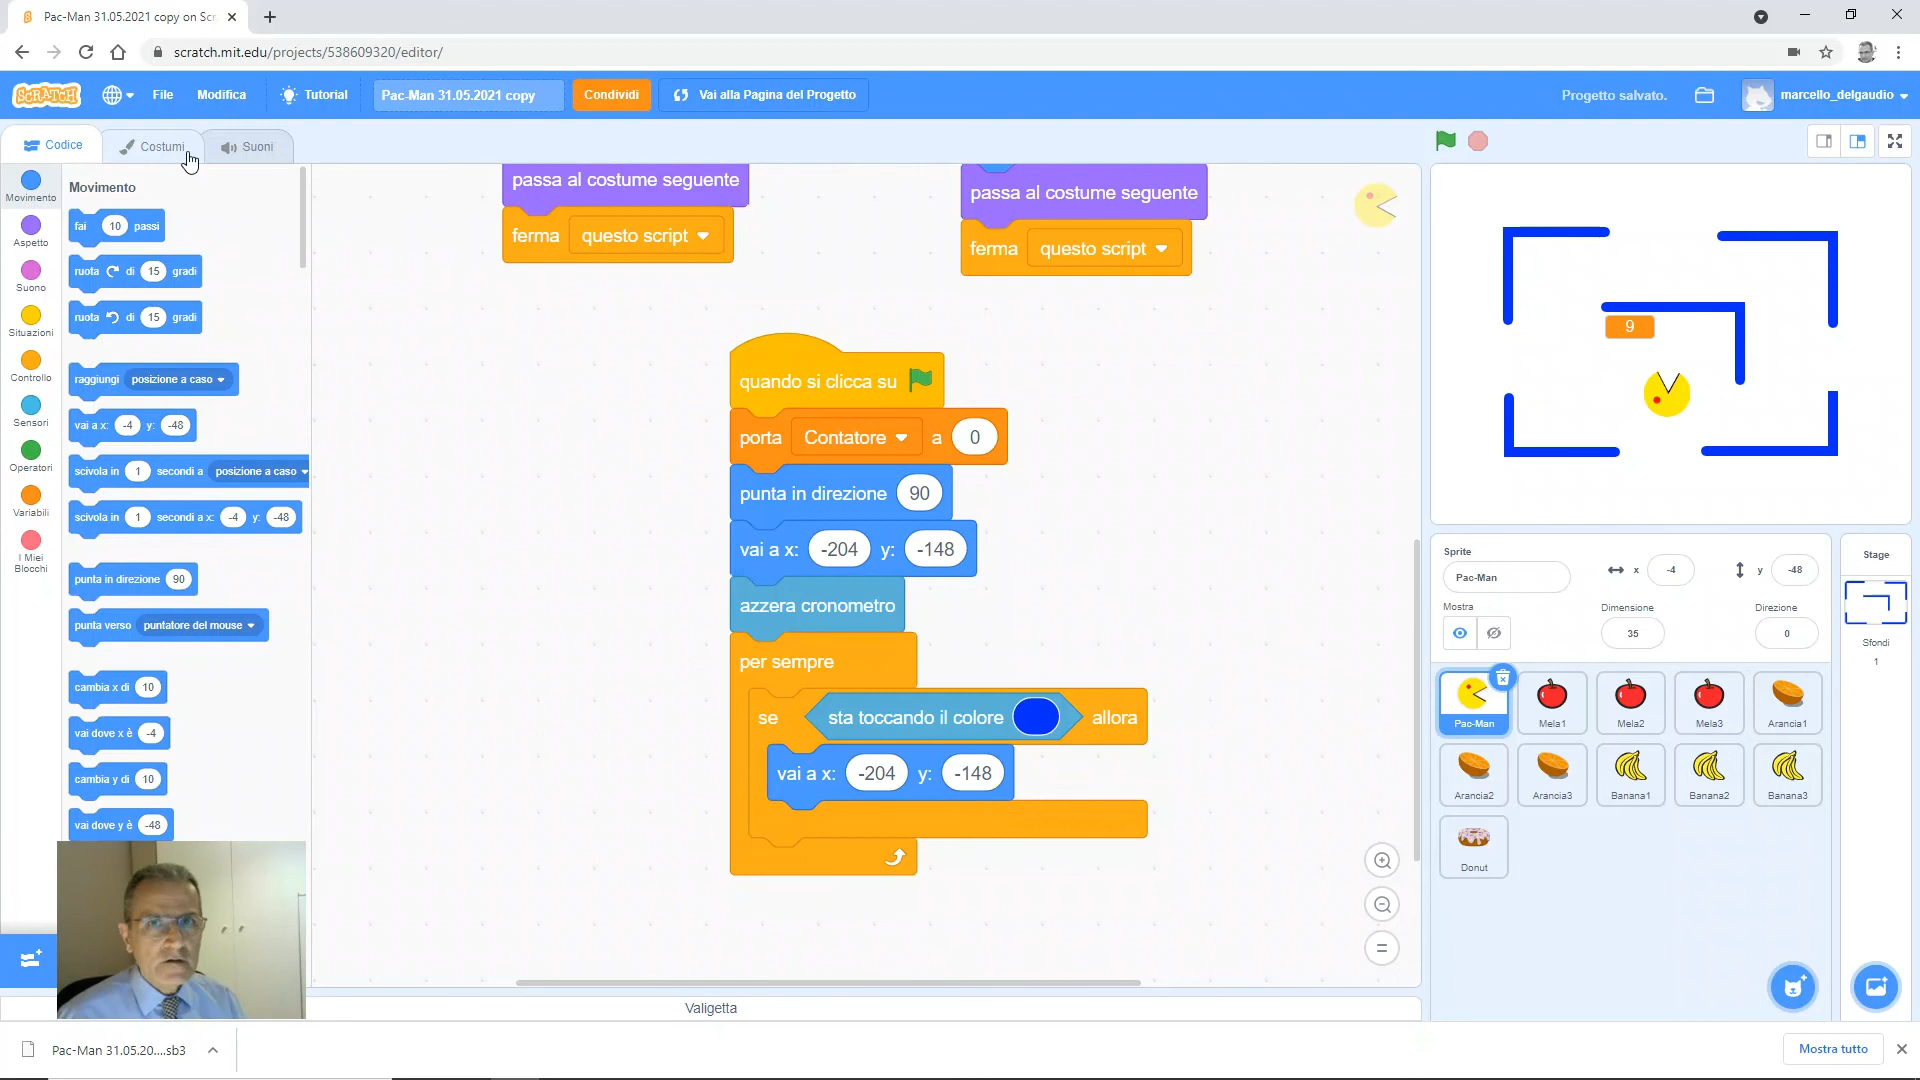 Pac-Man 31.05.2021 copy on Scr
scratch.mit.edu/projects/538609320/editor/
SCRATCH
File
Modifica
Tutorial
Pac-Man 31.05.2021 copy
Condividi
Vai alla Pagina del Progetto
Progetto salvato.
marcello_delgaudio
Codice
Costumi
Suoni
Movimento
Aspetto
Suono
Situazioni
Controllo
Sensori
Operatori
Variabili
I Miei
Blocchi
Movimento
fai 10 passi
ruota di 15 gradi
ruota di 15 gradi
raggiungi posizione a caso
vai a x: -4 y: -48
scivola in 1 secondi a posizione a caso
scivola in 1 secondi a x: -4 y: -48
punta in direzione 90
punta verso puntatore del mouse
cambia x di 10
vai dove x è -4
cambia y di 10
vai dove y è -48
passa al costume seguente
ferma questo script
passa al costume seguente
ferma questo script
quando si clicca su
porta Contatore a 0
punta in direzione 90
vai a x: -204 y: -148
azzera cronometro
per sempre
se sta toccando il colore allora
vai a x: -204 y: -148
Valigetta
9
Sprite
Pac-Man
x -4
y -48
Mostra
Dimensione
35
Direzione
0
Pac-Man
Mela1
Mela2
Mela3
Arancia1
Arancia2
Arancia3
Banana1
Banana2
Banana3
Donut
Stage
Sfondi
1
Pac-Man 31.05.20....sb3
Mostra tutto